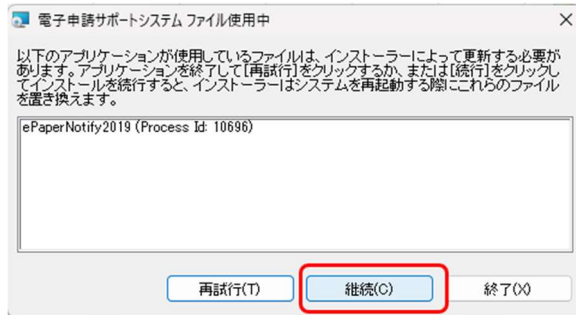 電子申請サポートシステム ファイル使用中
以下のアプリケーションが使用しているファイルは、インストーラーによって更新する必要が
あります。アプリケーションを終了して[再試行]をクリックするか、または[続行]をクリックし
てインストールを続行すると、インストーラーはシステムを再起動する際にこれらのファイル
を置き換えます。
ePaperNotify2019 (Process Id: 10696)
再試行(T)
継続(C)
終了(X)